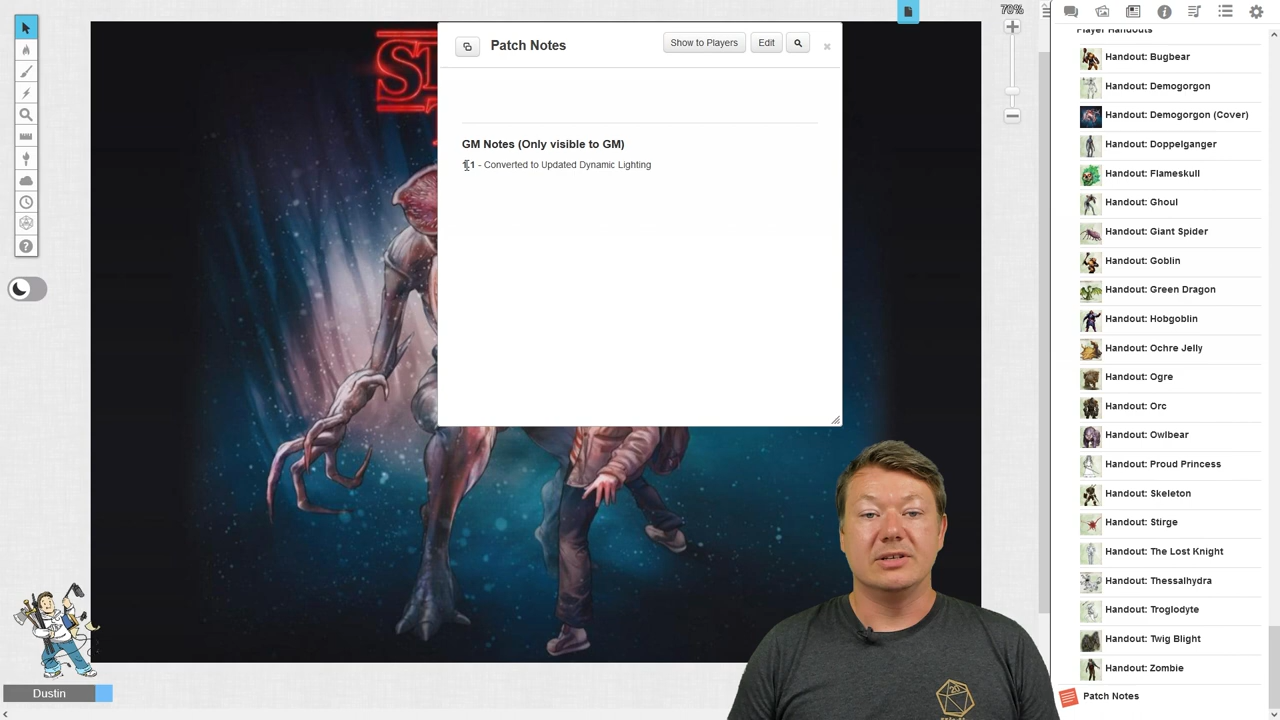 78%
Player Handouts
Patch Notes
Show to Players
Edit
GM Notes (Only visible to GM)
1.1 - Converted to Updated Dynamic Lighting
Handout: Bugbear
Handout: Demogorgon
Handout: Demogorgon (Cover)
Handout: Doppelganger
Handout: Flameskull
Handout: Ghoul
Handout: Giant Spider
Handout: Goblin
Handout: Green Dragon
Handout: Hobgoblin
Handout: Ochre Jelly
Handout: Ogre
Handout: Orc
Handout: Owlbear
Handout: Proud Princess
Handout: Skeleton
Handout: Stirge
Handout: The Lost Knight
Handout: Thessalhydra
Handout: Troglodyte
Handout: Twig Blight
Handout: Zombie
Patch Notes
Dustin
20